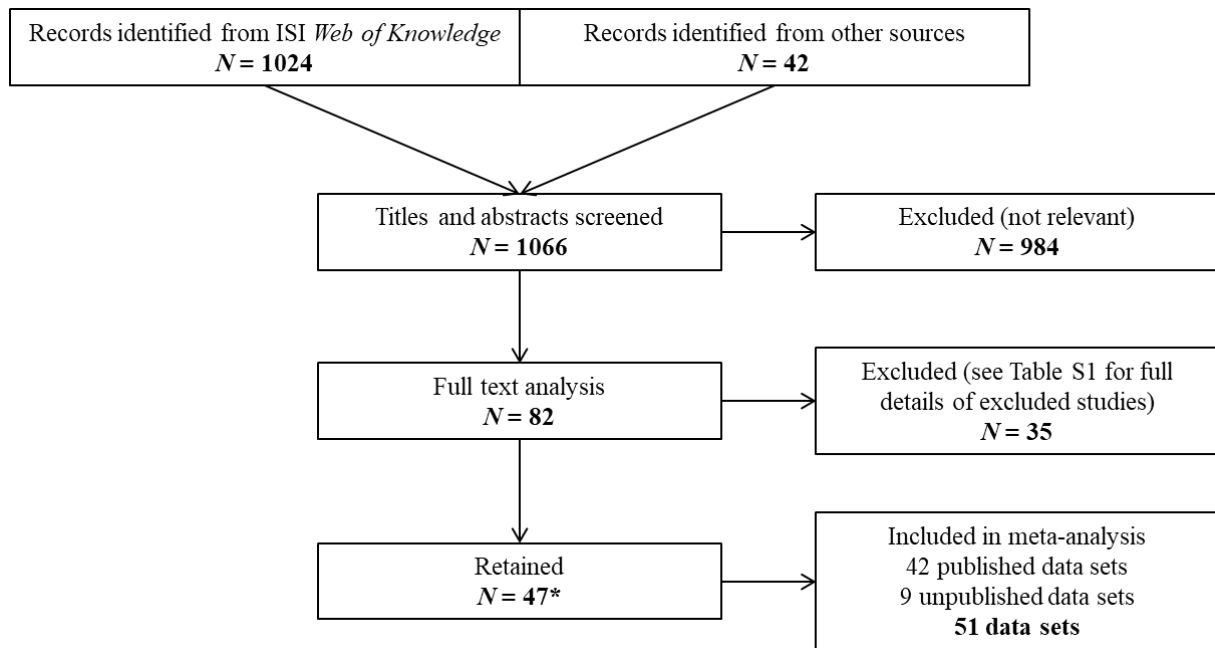 Records identified from ISI Web of Knowledge
N = 1024
Records identified from other sources
N = 42
Titles and abstracts screened
N = 1066
Excluded (not relevant)
N = 984
Full text analysis
N = 82
Excluded (see Table S1 for full
details of excluded studies)
N = 35
Retained
N = 47*
Included in meta-analysis
42 published data sets
9 unpublished data sets
51 data sets